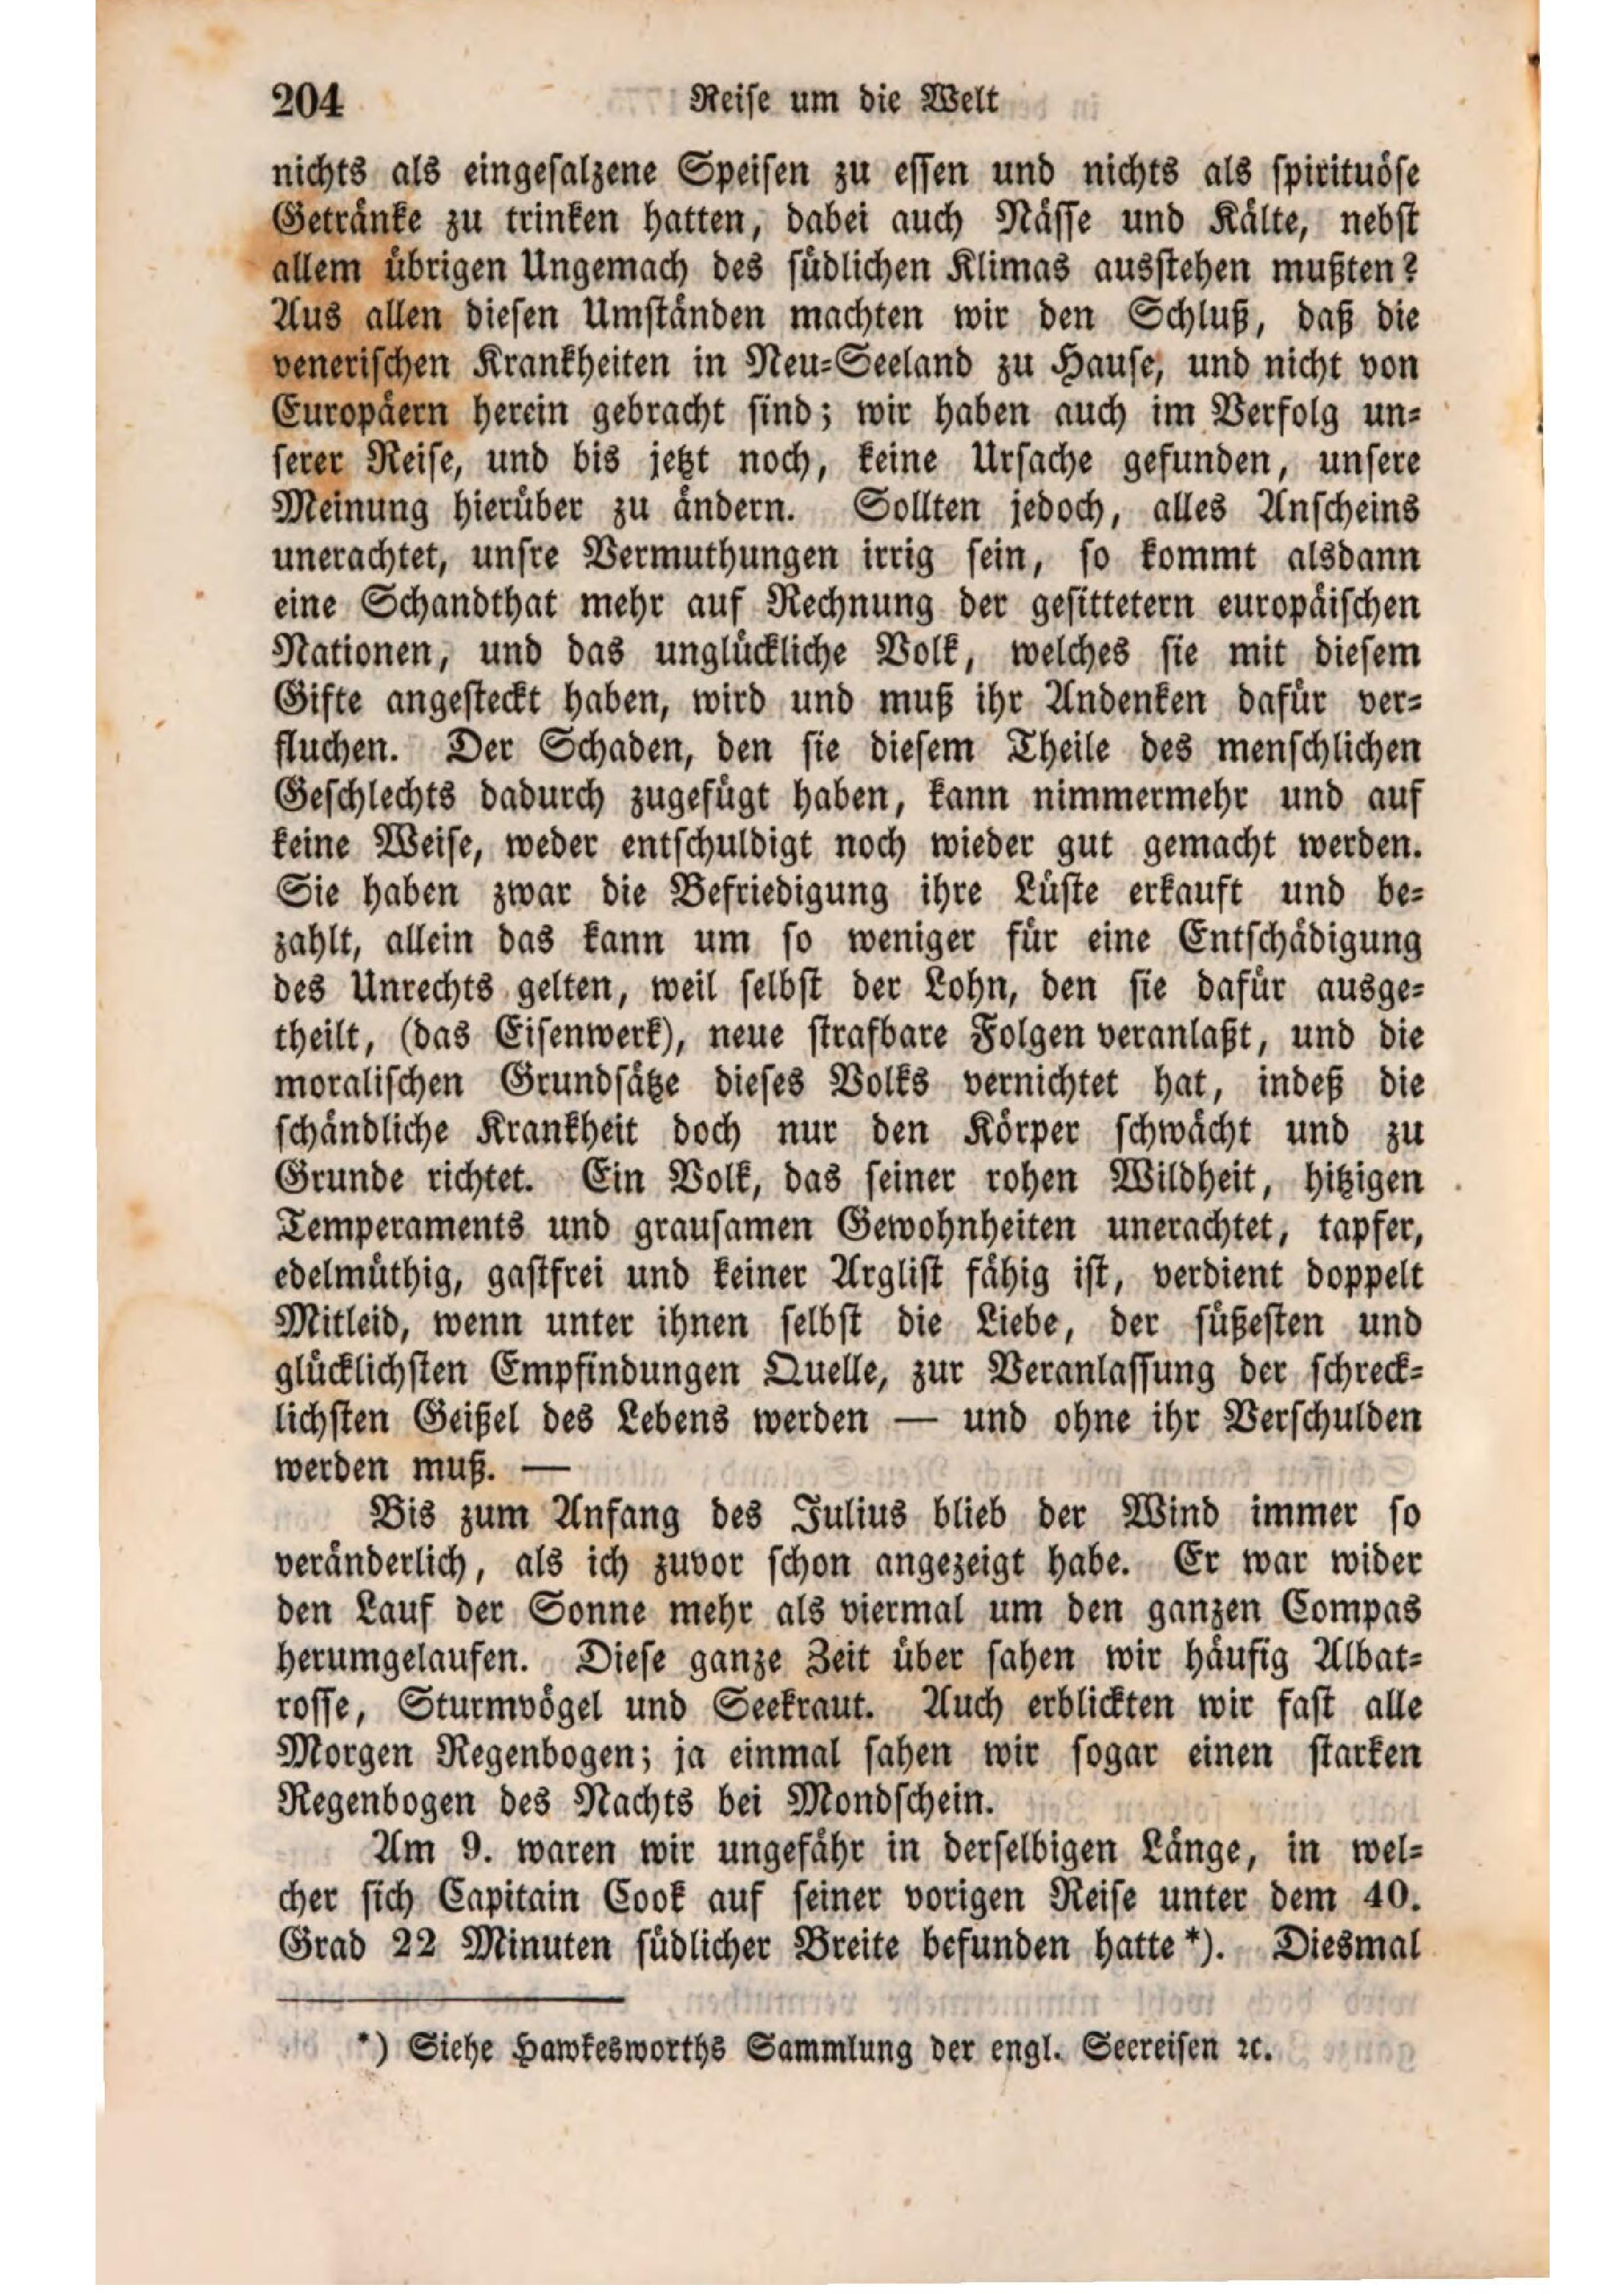 204 Reise um die Welt
nichts als eingesalzene Speisen zu essen und nichts als spirituöse
Getränke zu trinken hatten, dabei auch Nässe und Kälte, nebst
allem übrigen Ungemach des südlichen Klimas ausstehen mußten?
Aus allen diesen Umständen machten wir den Schluß, daß die
venerischen Krankheiten in Neu-Seeland zu Hause, und nicht von
Europäern herein gebracht sind; wir haben auch im Verfolg un-
serer Reise, und bis jetzt noch, keine Ursache gefunden, unsere
Meinung hierüber zu ändern. Sollten jedoch, alles Anscheins
unerachtet, unsre Vermuthungen irrig sein, so kommt alsdann
eine Schandthat mehr auf Rechnung der gesittetern europäischen
Nationen, und das unglückliche Volk, welches sie mit diesem
Gifte angesteckt haben, wird und muß ihr Andenken dafür ver-
fluchen. Der Schaden, den sie diesem Theile des menschlichen
Geschlechts dadurch zugefügt haben, kann nimmermehr und auf
keine Weise, weder entschuldigt noch wieder gut gemacht werden.
Sie haben zwar die Befriedigung ihre Lüste erkauft und be-
zahlt, allein das kann um so weniger für eine Entschädigung
des Unrechts gelten, weil selbst der Lohn, den sie dafür ausge-
theilt, (das Eisenwerk), neue strafbare Folgen veranlaßt, und die
moralischen Grundsätze dieses Volks vernichtet hat, indeß die
schändliche Krankheit doch nur den Körper schwächt und zu
Grunde richtet. Ein Volk, das seiner rohen Wildheit, hitzigen
Temperaments und grausamen Gewohnheiten unerachtet, tapfer,
edelmüthig, gastfrei und keiner Arglist fähig ist, verdient doppelt
Mitleid, wenn unter ihnen selbst die Liebe, der süßesten und
glücklichsten Empfindungen Quelle, zur Veranlassung der schreck-
lichsten Geißel des Lebens werden — und ohne ihr Verschulden
werden muß. —
Bis zum Anfang des Julius blieb der Wind immer so
veränderlich, als ich zuvor schon angezeigt habe. Er war wider
den Lauf der Sonne mehr als viermal um den ganzen Compas
herumgelaufen. Diese ganze Zeit über sahen wir häufig Albat-
rosse, Sturmvögel und Seekraut. Auch erblickten wir fast alle
Morgen Regenbogen; ja einmal sahen wir sogar einen starken
Regenbogen des Nachts bei Mondschein.
Am 9. waren wir ungefähr in derselbigen Länge, in wel-
cher sich Capitain Cook auf seiner vorigen Reise unter dem 40.
Grad 22 Minuten südlicher Breite befunden hatte*). Diesmal
*) Siehe Hawkesworths Sammlung der engl. Seereisen ꝛc.